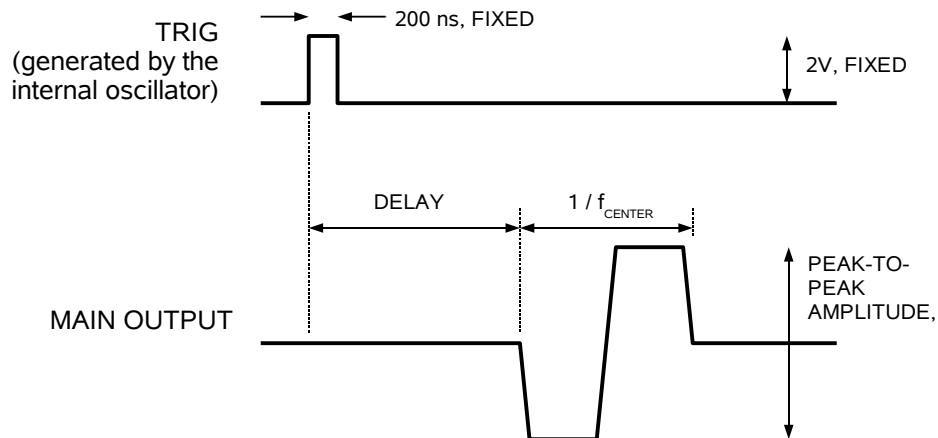 200 ns, FIXED
TRIG
(generated by the
internal oscillator)
2V, FIXED
DELAY
1 / f_CENTER
PEAK-TO-
PEAK
AMPLITUDE,
MAIN OUTPUT